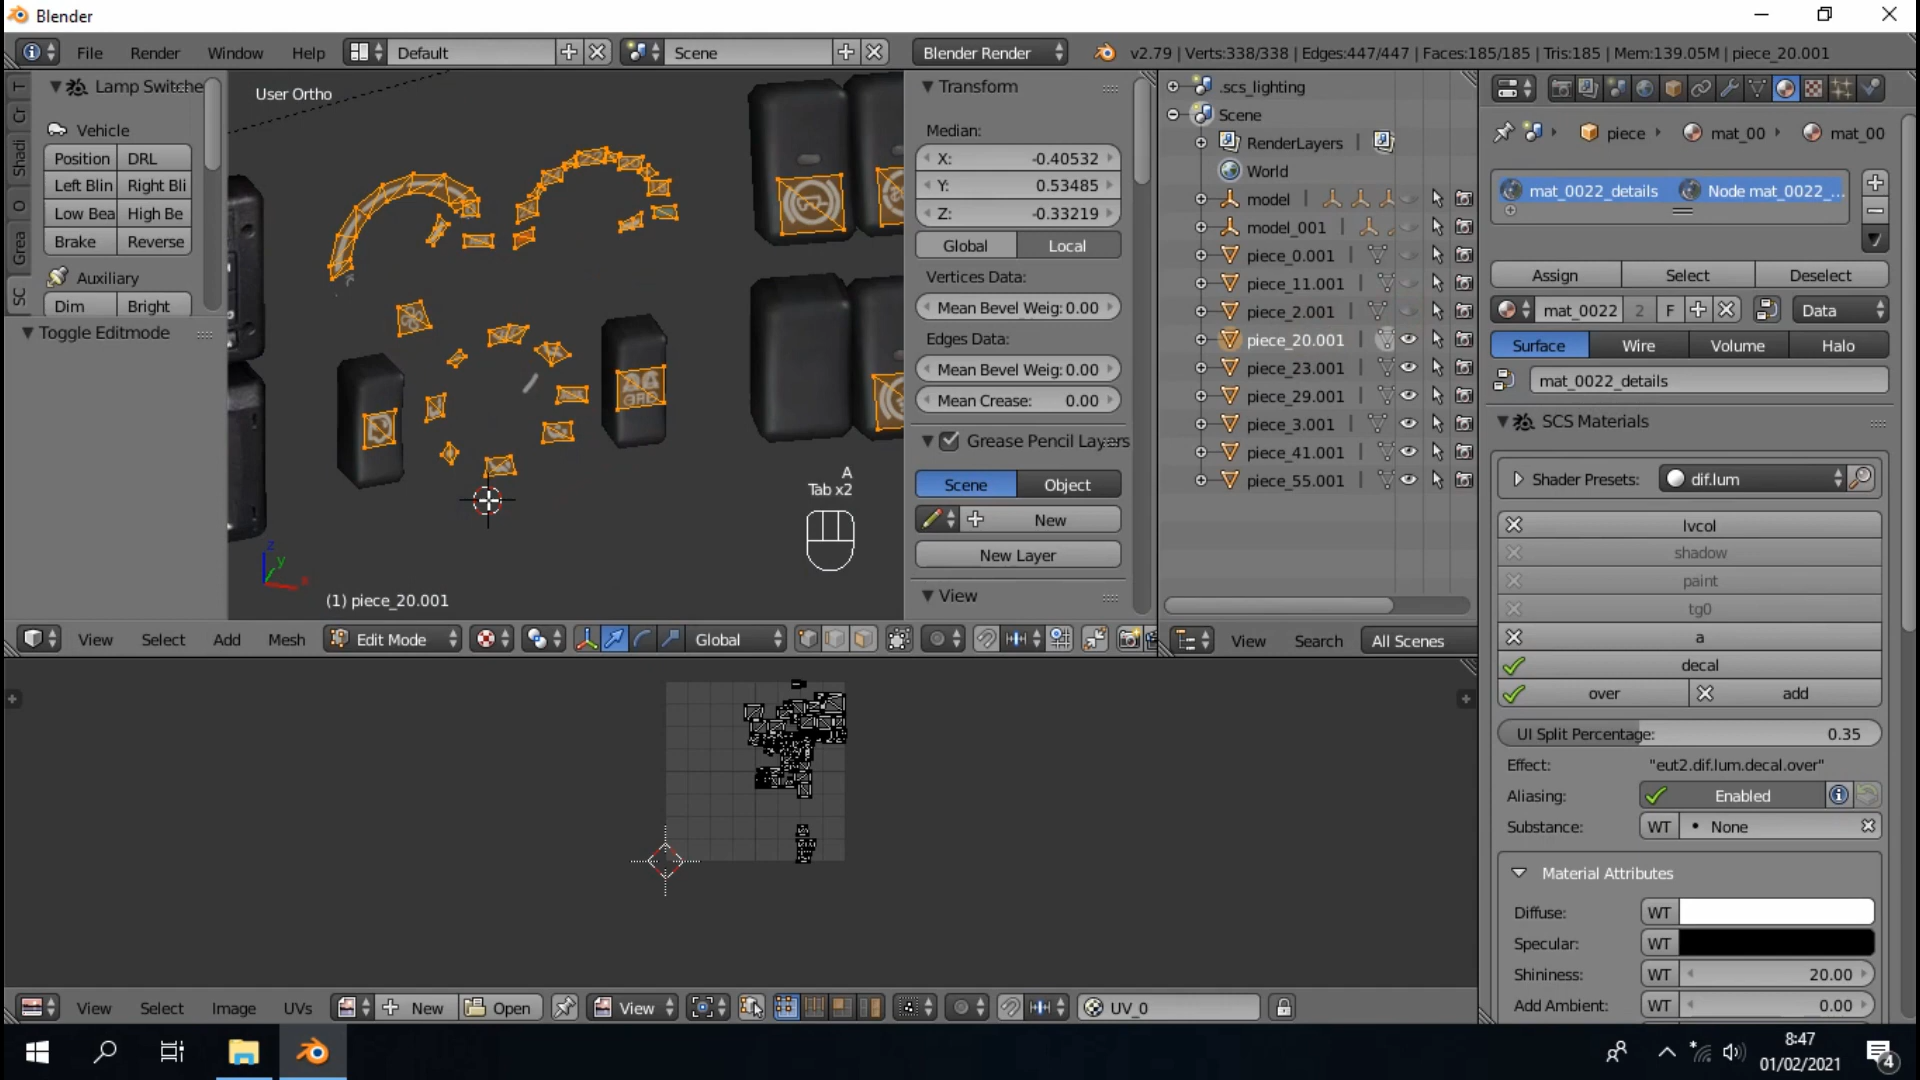 Blender
File Render Window Help Default Scene Blender Render v2.79 | Verts:338/338 | Edges:447/447 | Faces:185/185 | Tris:185 | Mem:139.05M | piece_20.001
T
Cr
Shadi
O
Grea
SC
Lamp Switche
Vehicle
Position DRL
Left Blin Right Bli
Low Bea High Be
Brake Reverse
Auxiliary
Dim Bright
Toggle Editmode
User Ortho
A
Tab x2
z
y
x
(1) piece_20.001
View Select Add Mesh Edit Mode Global
Transform
Median:
X: -0.40532
Y: 0.53485
Z: -0.33219
Global Local
Vertices Data:
Mean Bevel Weig: 0.00
Edges Data:
Mean Bevel Weig: 0.00
Mean Crease: 0.00
Grease Pencil Layers
Scene Object
New
New Layer
View
.scs_lighting
Scene
RenderLayers |
World
model |
model_001 |
piece_0.001 |
piece_11.001 |
piece_2.001 |
piece_20.001 |
piece_23.001 |
piece_29.001 |
piece_3.001 |
piece_41.001 |
piece_55.001 |
View Search All Scenes
piece mat_00 mat_00
mat_0022_details Node mat_0022_...
Assign Select Deselect
mat_0022 2 F Data
Surface Wire Volume Halo
mat_0022_details
SCS Materials
Shader Presets: dif.lum
lvcol
shadow
paint
tg0
a
decal
over add
UI Split Percentage: 0.35
Effect: "eut2.dif.lum.decal.over"
Aliasing: Enabled
Substance: WT None
Material Attributes
Diffuse: WT
Specular: WT
Shininess: WT 20.00
Add Ambient: WT 0.00
View Select Image UVs New Open View UV_0
8:47
01/02/2021
4